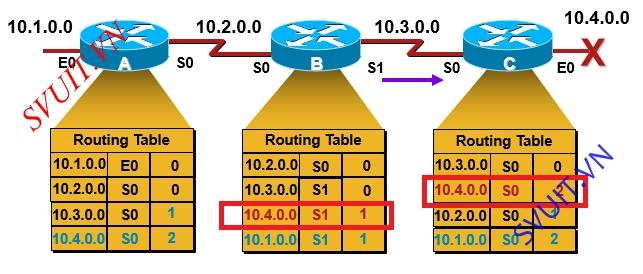 10.1.0.0 10.2.0.0 10.3.0.0 10.4.0.0
E0 A S0 S0 B S1 S0 C E0 X
SVUIT.VN
Routing Table
10.1.0.0 E0 0
10.2.0.0 S0 0
10.3.0.0 S0 1
10.4.0.0 S0 2
Routing Table
10.2.0.0 S0 0
10.3.0.0 S1 0
10.4.0.0 S1 1
10.1.0.0 S1 1
Routing Table
10.3.0.0 S0 0
10.4.0.0 S0
10.2.0.0 S0
10.1.0.0 S0 2
SVUIT.VN